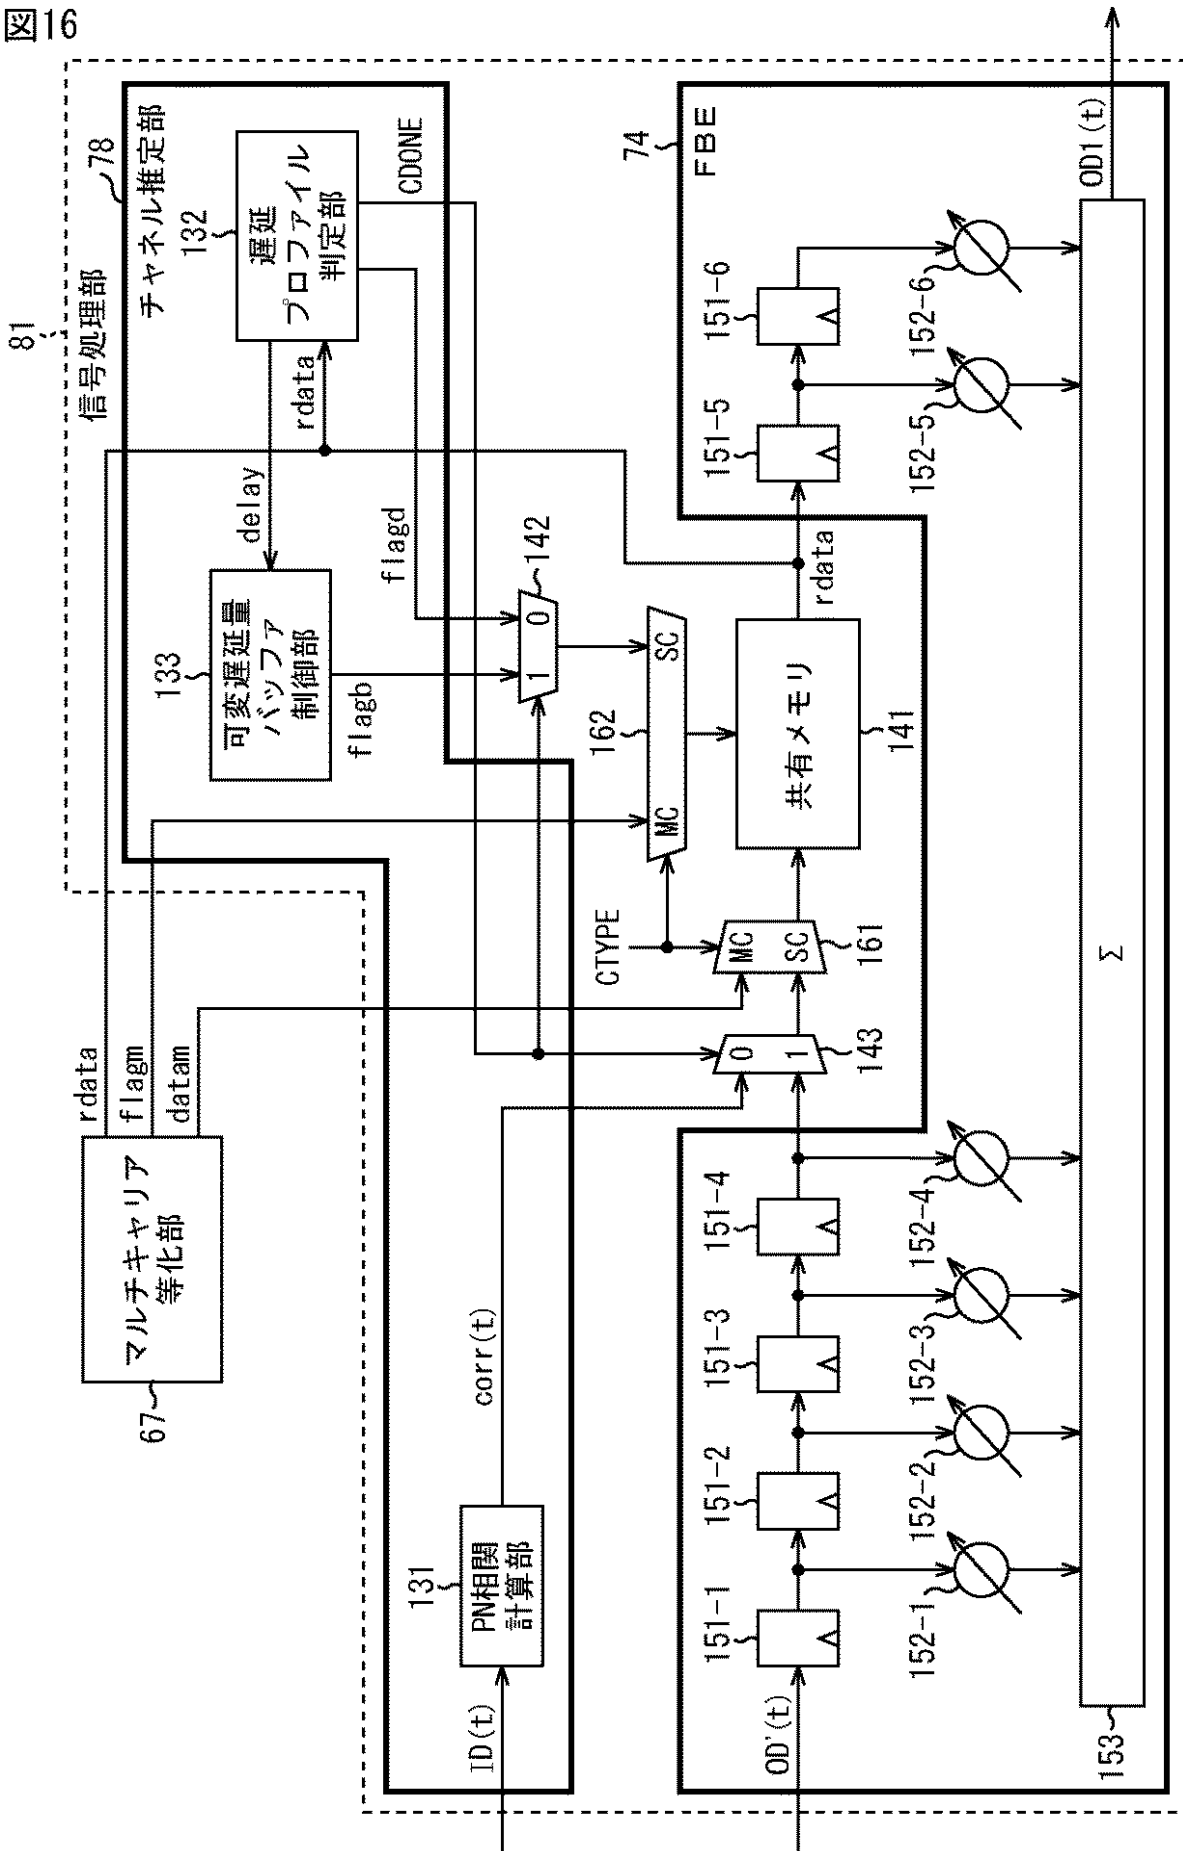 図16
81
信号処理部
78
チャネル推定部
132
遅延
プロファイル
判定部
CDONE
rdata
delay
flagd
133
可変遅延量
バッファ
制御部
flagb
142
1 0
162
MC SC
共有メモリ
141
rdata
CTYPE
MC SC
161
0 1
143
rdata
flagm
datam
マルチキャリア
等化部
67
corr(t)
131
PN相関
計算部
ID(t)
74
FBE
OD'(t)
151-1
151-2
151-3
151-4
151-5
151-6
152-1
152-2
152-3
152-4
152-5
152-6
Σ
153
OD1(t)